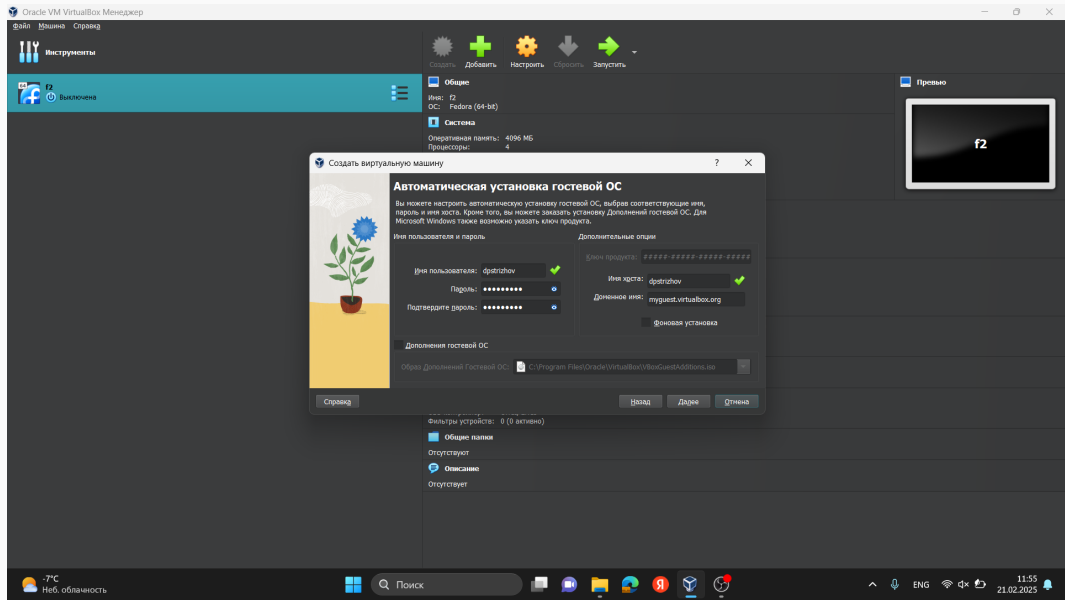 Oracle VM VirtualBox Менеджер
Файл Машина Справка
Инструменты
Создать Добавить Настроить Сбросить Запустить
64
f2
Выключена
Общие
Имя: f2
ОС: Fedora (64-bit)
Система
Оперативная память: 4096 МБ
Процессоры: 4
Превью
f2
Создать виртуальную машину
?
Автоматическая установка гостевой ОС
Вы можете настроить автоматическую установку гостевой ОС, выбрав соответствующие имя,
пароль и имя хоста. Кроме того, вы можете заказать установку Дополнений гостевой ОС. Для
Microsoft Windows также возможно указать ключ продукта.
Имя пользователя и пароль
Имя пользователя: dpstrizhov
Пароль: •••••••••
Подтвердите пароль: •••••••••
Дополнительные опции
Ключ продукта: #####-#####-#####-#####-#####
Имя хоста: dpstrizhov
Доменное имя: myguest.virtualbox.org
Фоновая установка
Дополнения гостевой ОС
Образ Дополнений Гостевой ОС: C:\Program Files\Oracle\VirtualBox\VBoxGuestAdditions.iso
Справка Назад Далее Отмена
Фильтры устройств: 0 (0 активно)
Общие папки
Отсутствуют
Описание
Отсутствует
-7°C
Неб. облачность
Поиск
Я
ENG
11:55
21.02.2025